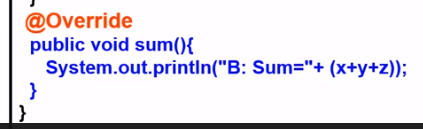 @Override
public void sum(){
System.out.println("B: Sum="+ (x+y+z));
}
}